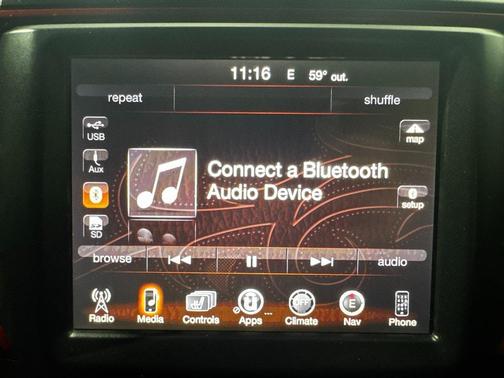 11:16 E 59° out.
repeat shuffle
USB
map
Aux
Connect a Bluetooth
Audio Device
setup
SD
browse audio
Radio Media Controls Apps ... Climate OFF Nav E Phone